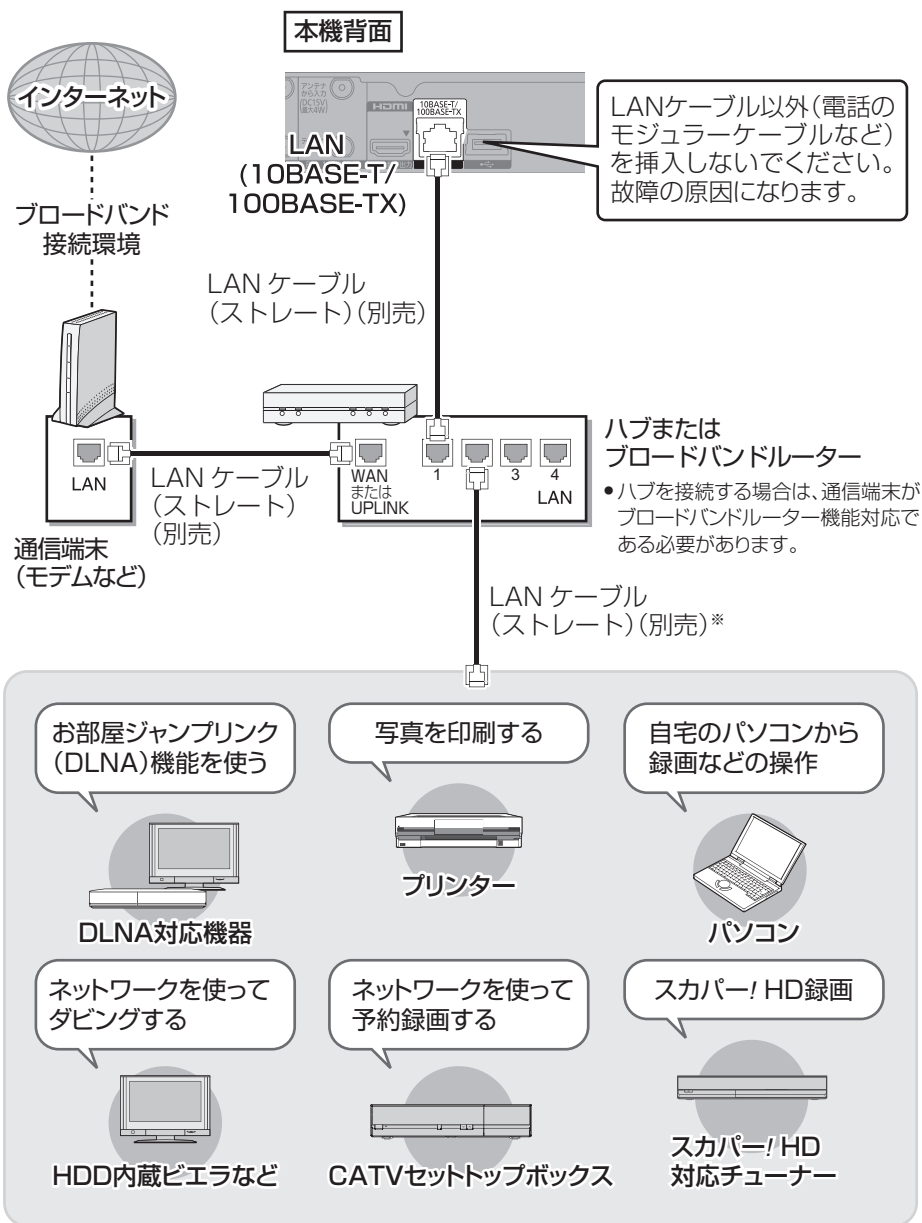 本機背面
インターネット
アンテナ
から入力
(DC15V
最大4W)
HDMI
10BASE-T/
100BASE-TX
LAN
(10BASE-T/
100BASE-TX)
LANケーブル以外(電話の
モジュラーケーブルなど)
を挿入しないでください。
故障の原因になります。
ブロードバンド
接続環境
LAN ケーブル
(ストレート)(別売)
LAN
LAN ケーブル
(ストレート)
(別売)
WAN
または
UPLINK
1
3
4
LAN
通信端末
(モデムなど)
ハブまたは
ブロードバンドルーター
•ハブを接続する場合は、通信端末が
ブロードバンドルーター機能対応で
ある必要があります。
LAN ケーブル
(ストレート)(別売)※
お部屋ジャンプリンク
(DLNA)機能を使う
DLNA対応機器
写真を印刷する
プリンター
自宅のパソコンから
録画などの操作
パソコン
ネットワークを使って
ダビングする
HDD内蔵ビエラなど
ネットワークを使って
予約録画する
CATVセットトップボックス
スカパー! HD録画
スカパー! HD
対応チューナー